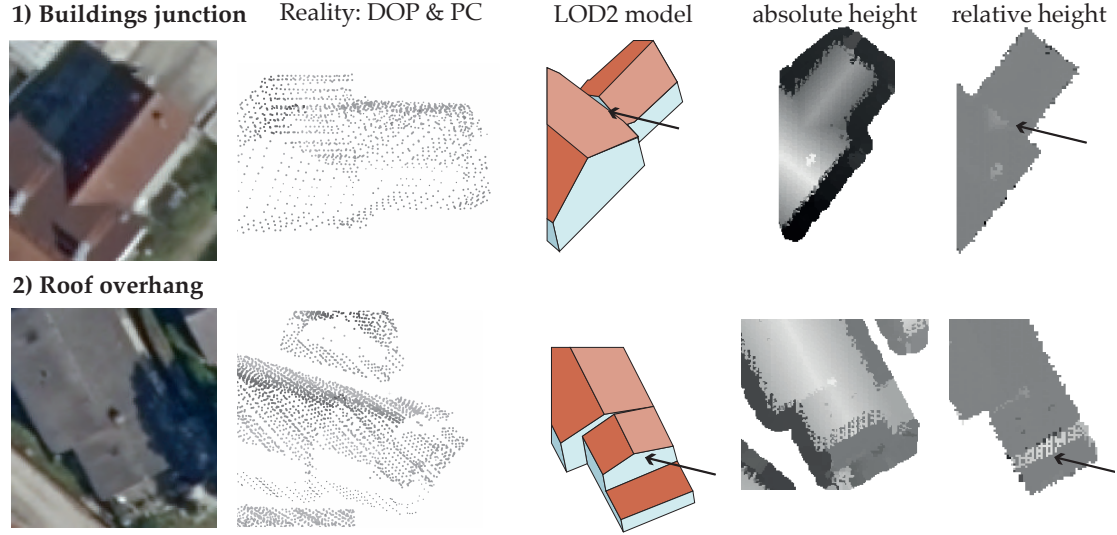 1) Buildings junction
Reality: DOP & PC
LOD2 model
absolute height
relative height
2) Roof overhang